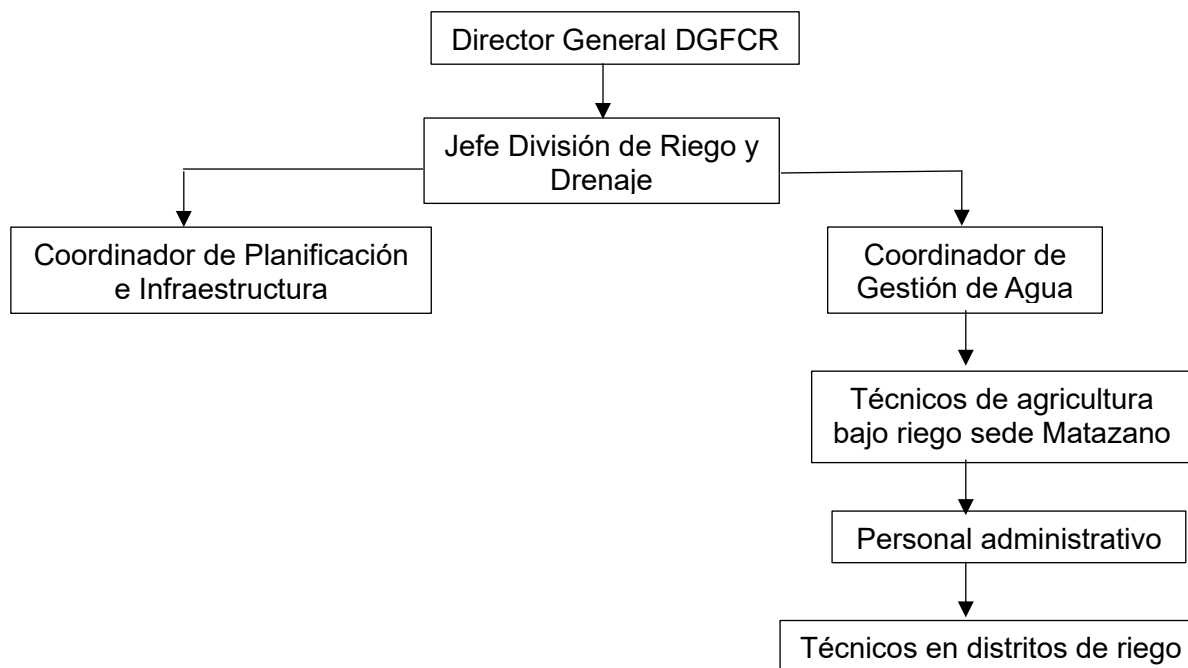 Director General DGFCR
Jefe División de Riego y
Drenaje
Coordinador de Planificación
e Infraestructura
Coordinador de
Gestión de Agua
Técnicos de agricultura
bajo riego sede Matazano
Personal administrativo
Técnicos en distritos de riego